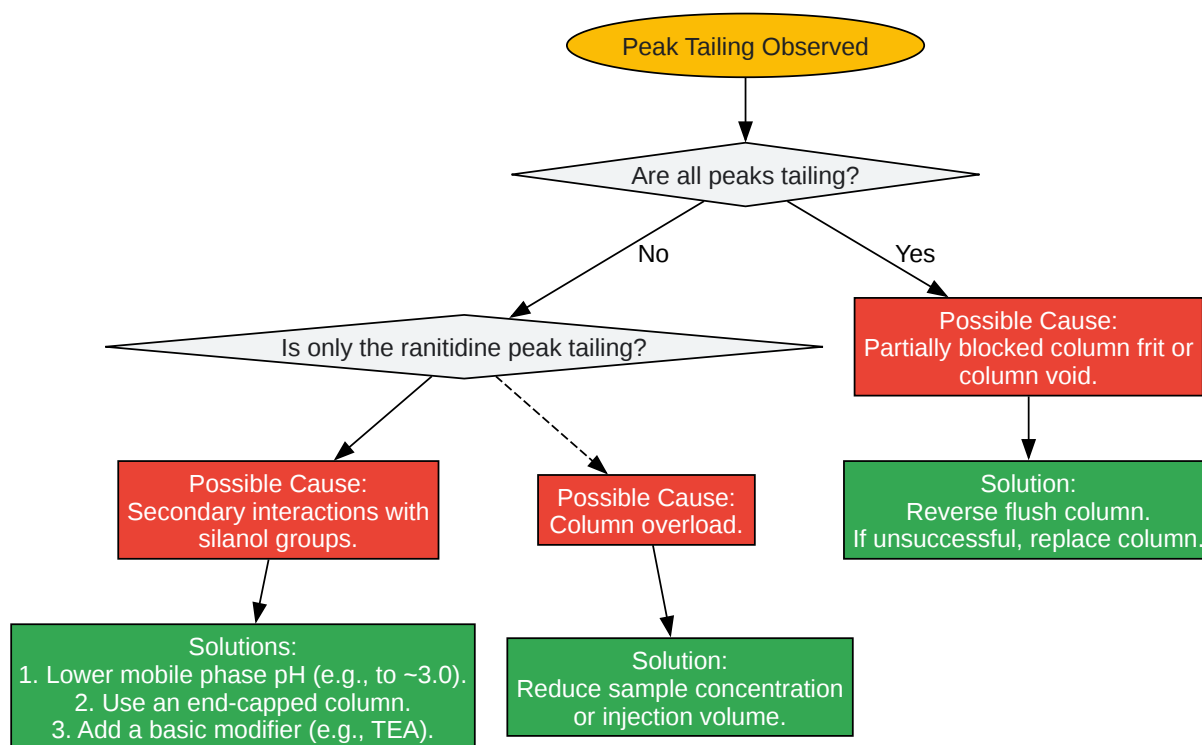 Peak Tailing Observed
Are all peaks tailing?
No
Yes
Is only the ranitidine peak tailing?
Possible Cause:
Partially blocked column frit or
column void.
Possible Cause:
Secondary interactions with
silanol groups.
Possible Cause:
Column overload.
Solution:
Reverse flush column.
If unsuccessful, replace column.
Solutions:
1. Lower mobile phase pH (e.g., to ~3.0).
2. Use an end-capped column.
3. Add a basic modifier (e.g., TEA).
Solution:
Reduce sample concentration
or injection volume.